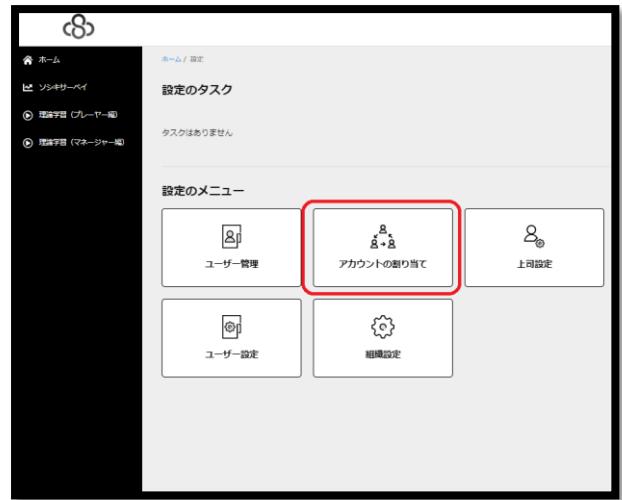 ホーム
ソシキサーベイ
理論学習（プレーヤー編）
理論学習（マネージャー編）
ホーム / 設定
設定のタスク
タスクはありません
設定のメニュー
ユーザー管理
アカウントの割り当て
上司設定
ユーザー設定
組織設定